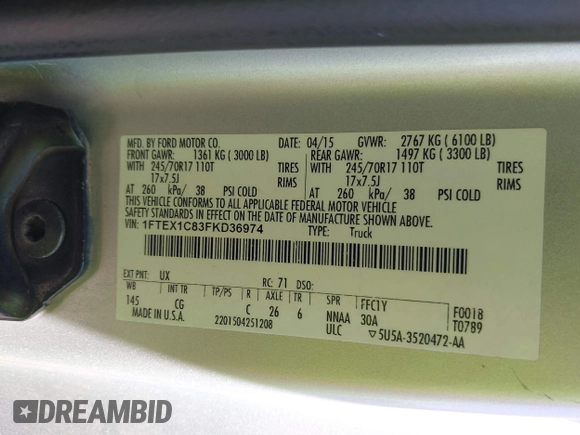 MFD. BY FORD MOTOR CO. DATE: 04/15 GVWR: 2767 KG ( 6100 LB)
FRONT GAWR: 1361 KG ( 3000 LB) REAR GAWR: 1497 KG ( 3300 LB)
WITH 245/70R17 110T TIRES WITH 245/70R17 110T TIRES
17x7.5J RIMS 17x7.5J RIMS
AT 260 kPa/ 38 PSI COLD AT 260 kPa/ 38 PSI COLD
THIS VEHICLE CONFORMS TO ALL APPLICABLE FEDERAL MOTOR VEHICLE
SAFETY STANDARDS IN EFFECT ON THE DATE OF MANUFACTURE SHOWN ABOVE.
VIN: 1FTEX1C83FKD36974 TYPE: Truck
EXT PNT: UX RC: 71 DSO:
WB INT TR TP/PS R AXLE TR SPR FFC1Y F0018
145 CG C 26 6 NNAA 30A T0789
MADE IN U.S.A. 2201504251208 ULC ▽5U5A-3520472-AA
DREAMBID